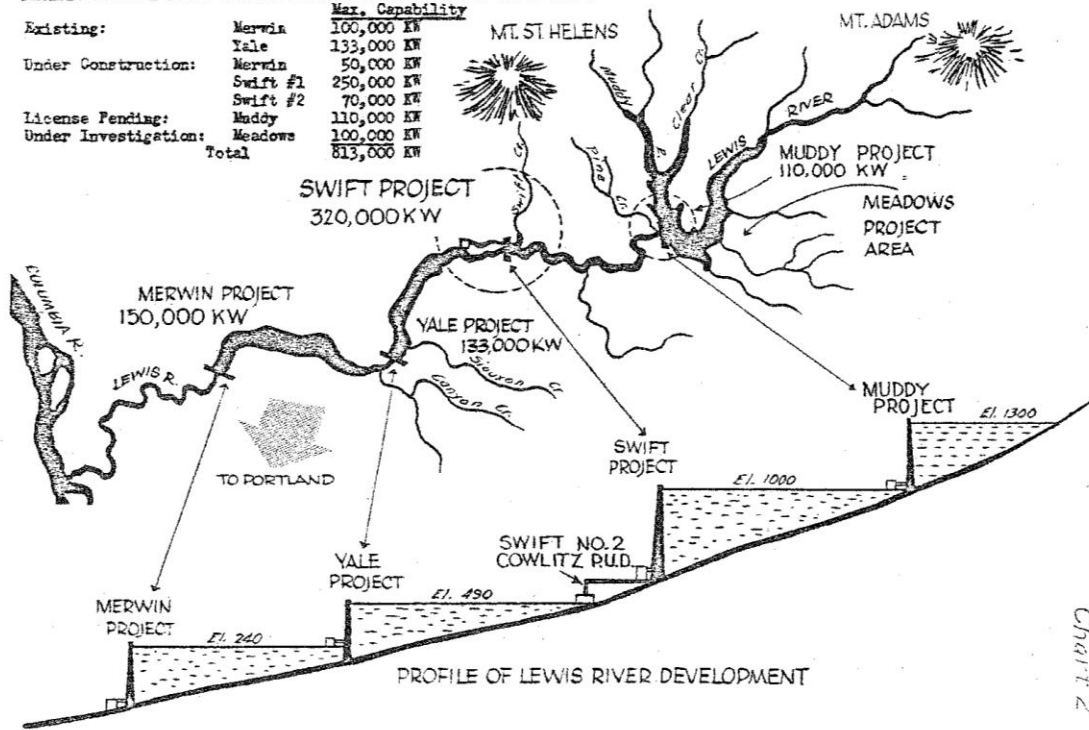 Max. Capability
Existing: Merwin 100,000 KW
Yale 133,000 KW
Under Construction: Merwin 50,000 KW
Swift #1 250,000 KW
Swift #2 70,000 KW
License Pending: Muddy 110,000 KW
Under Investigation: Meadows 100,000 KW
Total 813,000 KW
MT. ST HELENS
MT. ADAMS
Muddy R.
Clear Cr.
LEWIS RIVER
Pine Cr.
Swift Cr.
MUDDY PROJECT
110,000 KW
MEADOWS
PROJECT
AREA
SWIFT PROJECT
320,000 KW
COLUMBIA R.
MERWIN PROJECT
150,000 KW
YALE PROJECT
133,000 KW
LEWIS R.
Siouxon Cr.
Canyon Cr.
TO PORTLAND
MUDDY
PROJECT
El. 1300
SWIFT
PROJECT
El. 1000
SWIFT NO. 2
COWLITZ P.U.D.
YALE
PROJECT
El. 490
MERWIN
PROJECT
El. 240
PROFILE OF LEWIS RIVER DEVELOPMENT
Chart 2